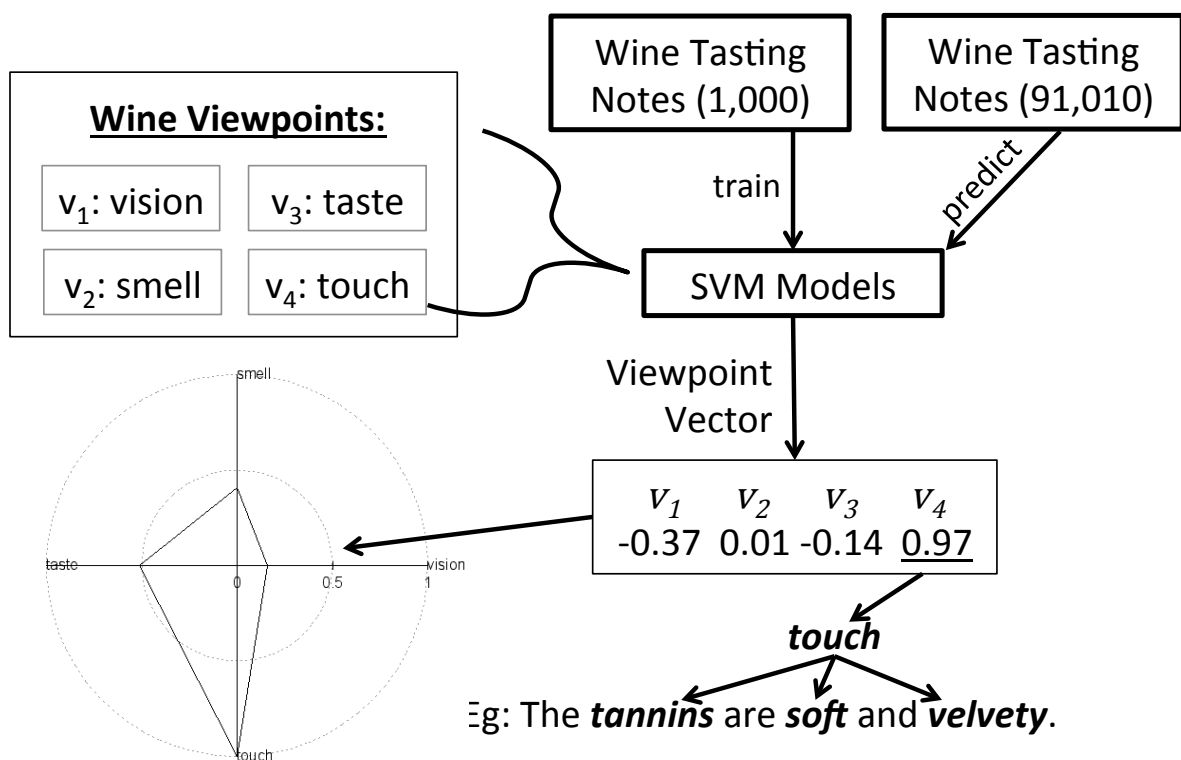 Wine Tasting
Notes (1,000)
Wine Tasting
Notes (91,010)
Wine Viewpoints:
v1: vision
v3: taste
v2: smell
v4: touch
train
predict
SVM Models
Viewpoint
Vector
v1 v2 v3 v4
-0.37 0.01 -0.14 0.97
smell
taste
vision
0
0.5
1
touch
touch
Eg: The tannins are soft and velvety.